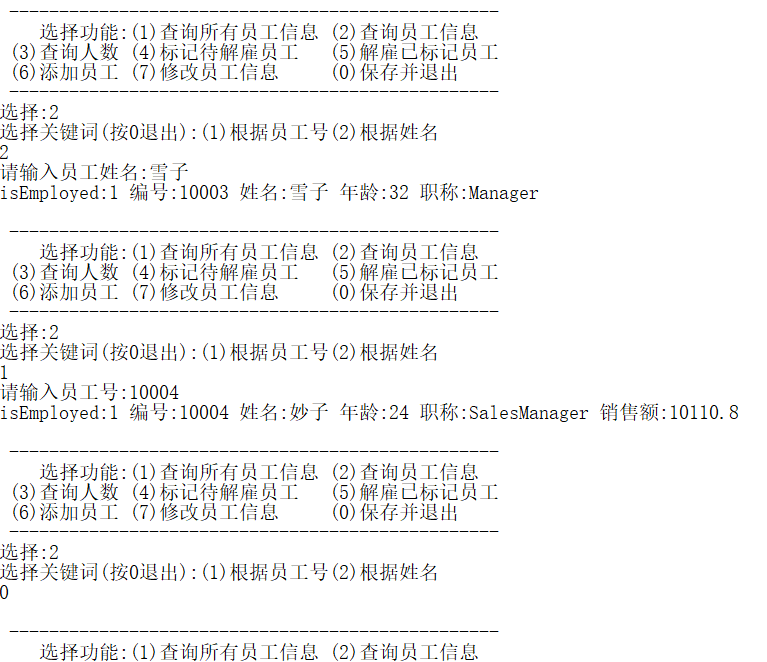 --------------------------------------------------
选择功能:(1)查询所有员工信息 (2)查询员工信息
(3)查询人数 (4)标记待解雇员工 (5)解雇已标记员工
(6)添加员工 (7)修改员工信息 (0)保存并退出
--------------------------------------------------
选择:2
选择关键词(按0退出):(1)根据员工号(2)根据姓名
2
请输入员工姓名:雪子
isEmployed:1 编号:10003 姓名:雪子 年龄:32 职称:Manager
--------------------------------------------------
选择功能:(1)查询所有员工信息 (2)查询员工信息
(3)查询人数 (4)标记待解雇员工 (5)解雇已标记员工
(6)添加员工 (7)修改员工信息 (0)保存并退出
--------------------------------------------------
选择:2
选择关键词(按0退出):(1)根据员工号(2)根据姓名
1
请输入员工号:10004
isEmployed:1 编号:10004 姓名:妙子 年龄:24 职称:SalesManager 销售额:10110.8
--------------------------------------------------
选择功能:(1)查询所有员工信息 (2)查询员工信息
(3)查询人数 (4)标记待解雇员工 (5)解雇已标记员工
(6)添加员工 (7)修改员工信息 (0)保存并退出
--------------------------------------------------
选择:2
选择关键词(按0退出):(1)根据员工号(2)根据姓名
0
--------------------------------------------------
选择功能:(1)查询所有员工信息 (2)查询员工信息